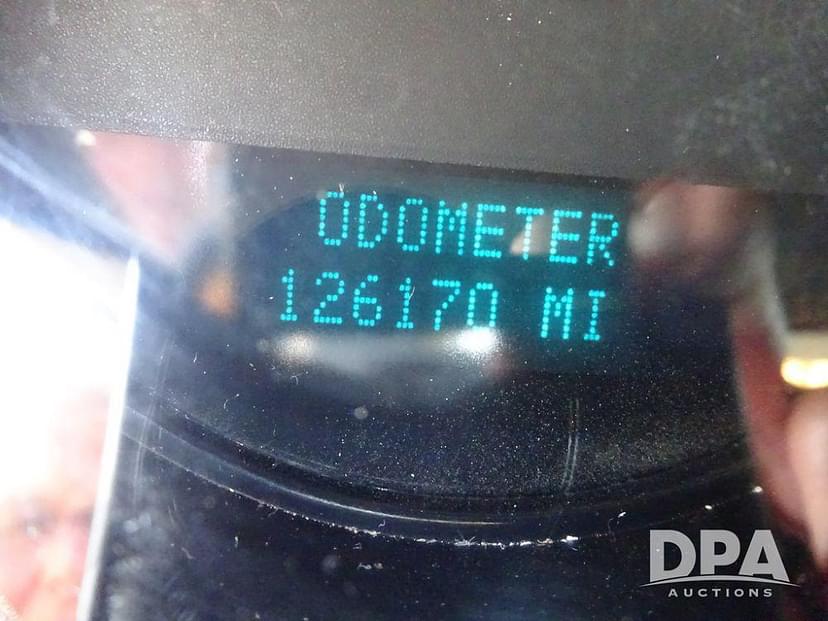 ODOMETER
126170 MI
DPA
AUCTIONS